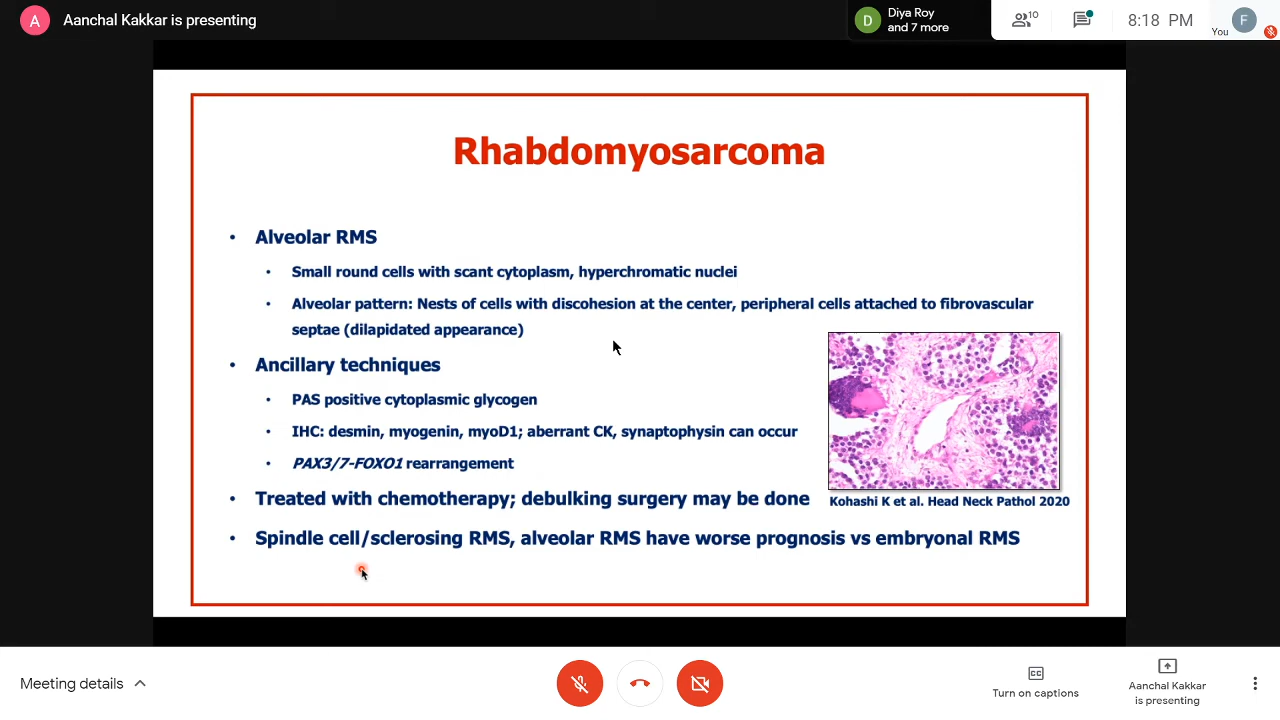 A
Aanchal Kakkar is presenting
D
Diya Roy
and 7 more
10
8:18 PM
You
F
Rhabdomyosarcoma
• Alveolar RMS
• Small round cells with scant cytoplasm, hyperchromatic nuclei
• Alveolar pattern: Nests of cells with discohesion at the center, peripheral cells attached to fibrovascular
septae (dilapidated appearance)
• Ancillary techniques
• PAS positive cytoplasmic glycogen
• IHC: desmin, myogenin, myoD1; aberrant CK, synaptophysin can occur
• PAX3/7-FOXO1 rearrangement
• Treated with chemotherapy; debulking surgery may be done
Kohashi K et al. Head Neck Pathol 2020
• Spindle cell/sclerosing RMS, alveolar RMS have worse prognosis vs embryonal RMS
Meeting details
CC
Turn on captions
Aanchal Kakkar
is presenting